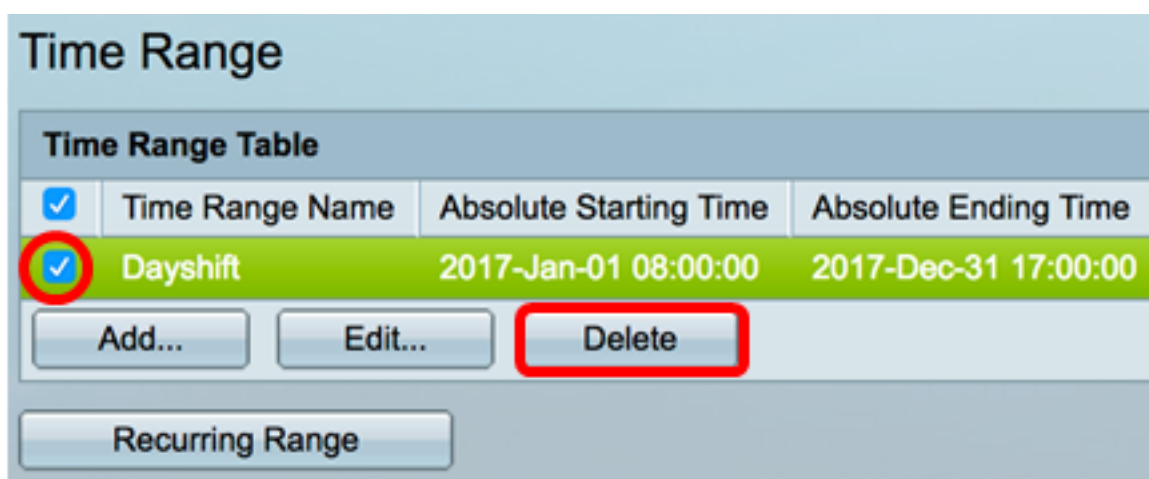 Time Range
Time Range Table
Time Range Name Absolute Starting Time Absolute Ending Time
Dayshift 2017-Jan-01 08:00:00 2017-Dec-31 17:00:00
Add... Edit... Delete
Recurring Range